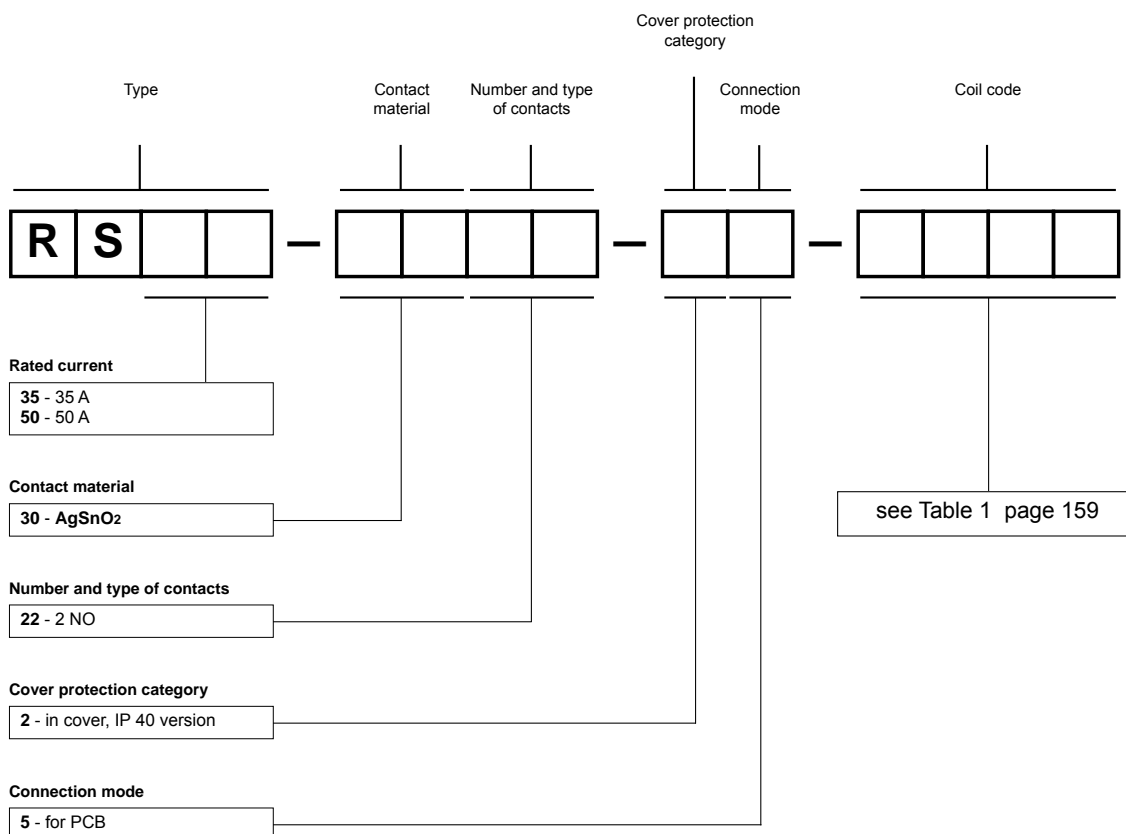 Cover protection
category
Type
Contact
material
Number and type
of contacts
Connection
mode
Coil code
R S – – –
Rated current
35 - 35 A
50 - 50 A
Contact material
30 - AgSnO2
see Table 1 page 159
Number and type of contacts
22 - 2 NO
Cover protection category
2 - in cover, IP 40 version
Connection mode
5 - for PCB